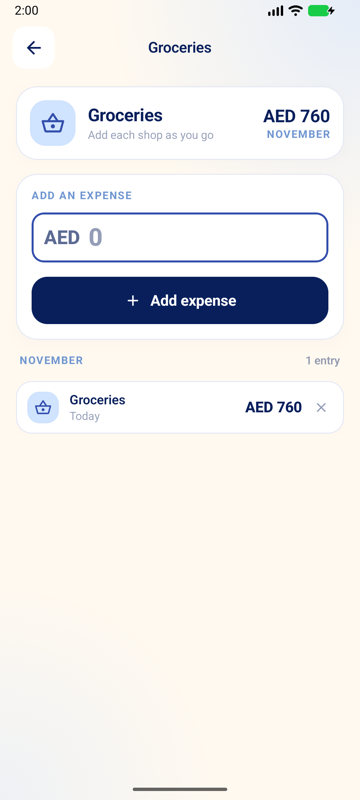 2:00
Groceries
Groceries
AED 760
Add each shop as you go
NOVEMBER
ADD AN EXPENSE
AED 0
+ Add expense
NOVEMBER
1 entry
Groceries
Today
AED 760